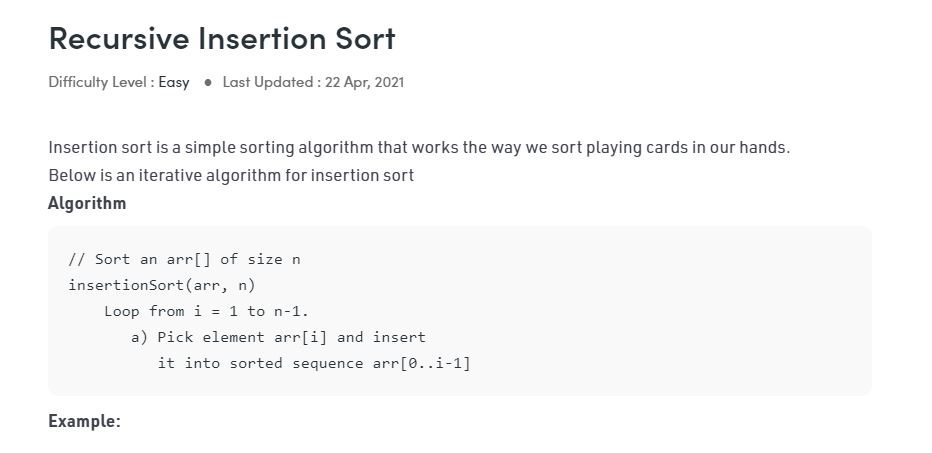 Recursive Insertion Sort
Difficulty Level : Easy ● Last Updated : 22 Apr, 2021
Insertion sort is a simple sorting algorithm that works the way we sort playing cards in our hands.
Below is an iterative algorithm for insertion sort
Algorithm
// Sort an arr[] of size n
insertionSort(arr, n)
    Loop from i = 1 to n-1.
       a) Pick element arr[i] and insert
          it into sorted sequence arr[0..i-1]
Example: